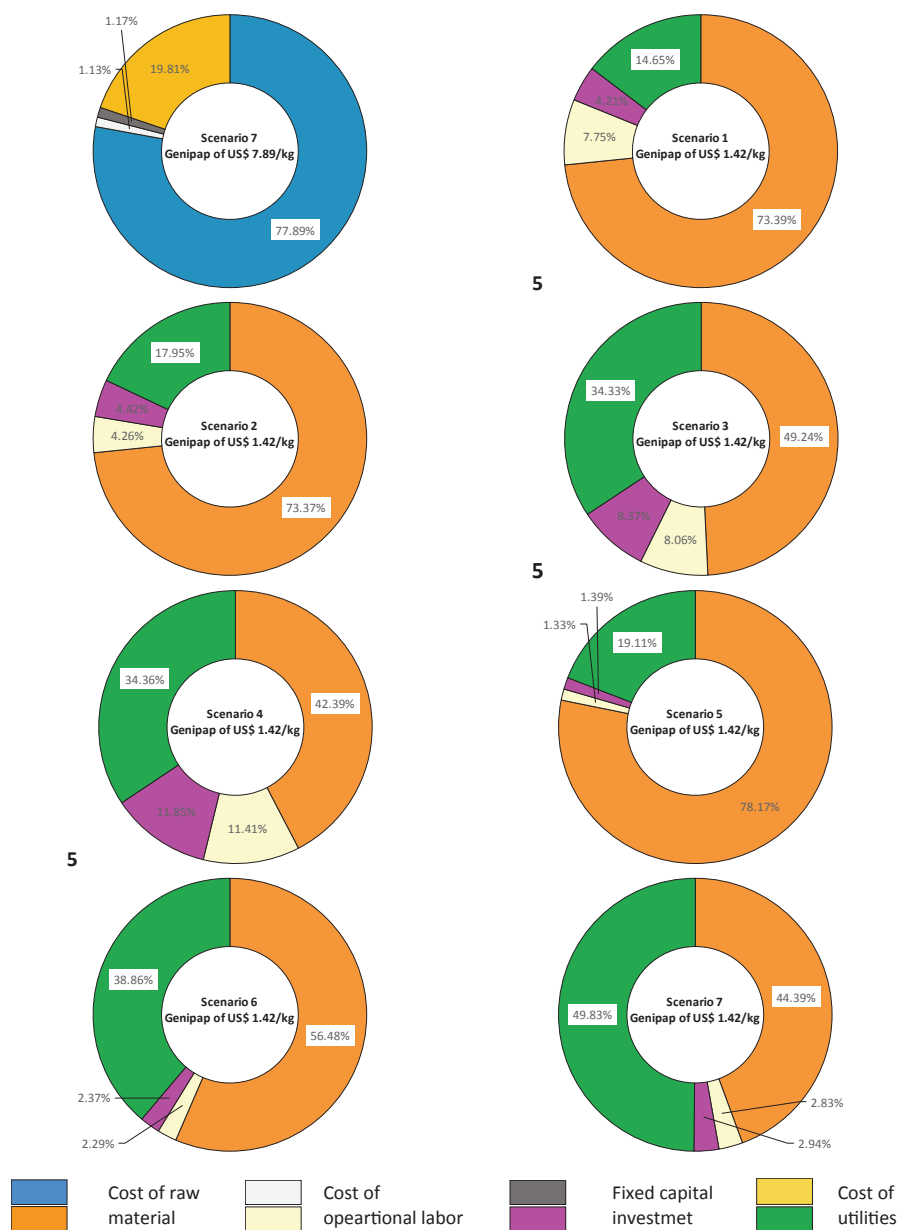 1.17%
1.13%
19.81%
Scenario 7
Genipap of US$ 7.89/kg
77.89%
14.65%
4.21%
7.75%
Scenario 1
Genipap of US$ 1.42/kg
73.39%
5
17.95%
4.42%
4.26%
Scenario 2
Genipap of US$ 1.42/kg
73.37%
34.33%
Scenario 3
Genipap of US$ 1.42/kg
49.24%
8.37%
8.06%
5
34.36%
Scenario 4
Genipap of US$ 1.42/kg
42.39%
11.85%
11.41%
5
1.39%
1.33%
19.11%
Scenario 5
Genipap of US$ 1.42/kg
78.17%
38.86%
Scenario 6
Genipap of US$ 1.42/kg
56.48%
2.37%
2.29%
49.83%
Scenario 7
Genipap of US$ 1.42/kg
44.39%
2.83%
2.94%
Cost of raw
material
Cost of
opeartional labor
Fixed capital
investmet
Cost of
utilities